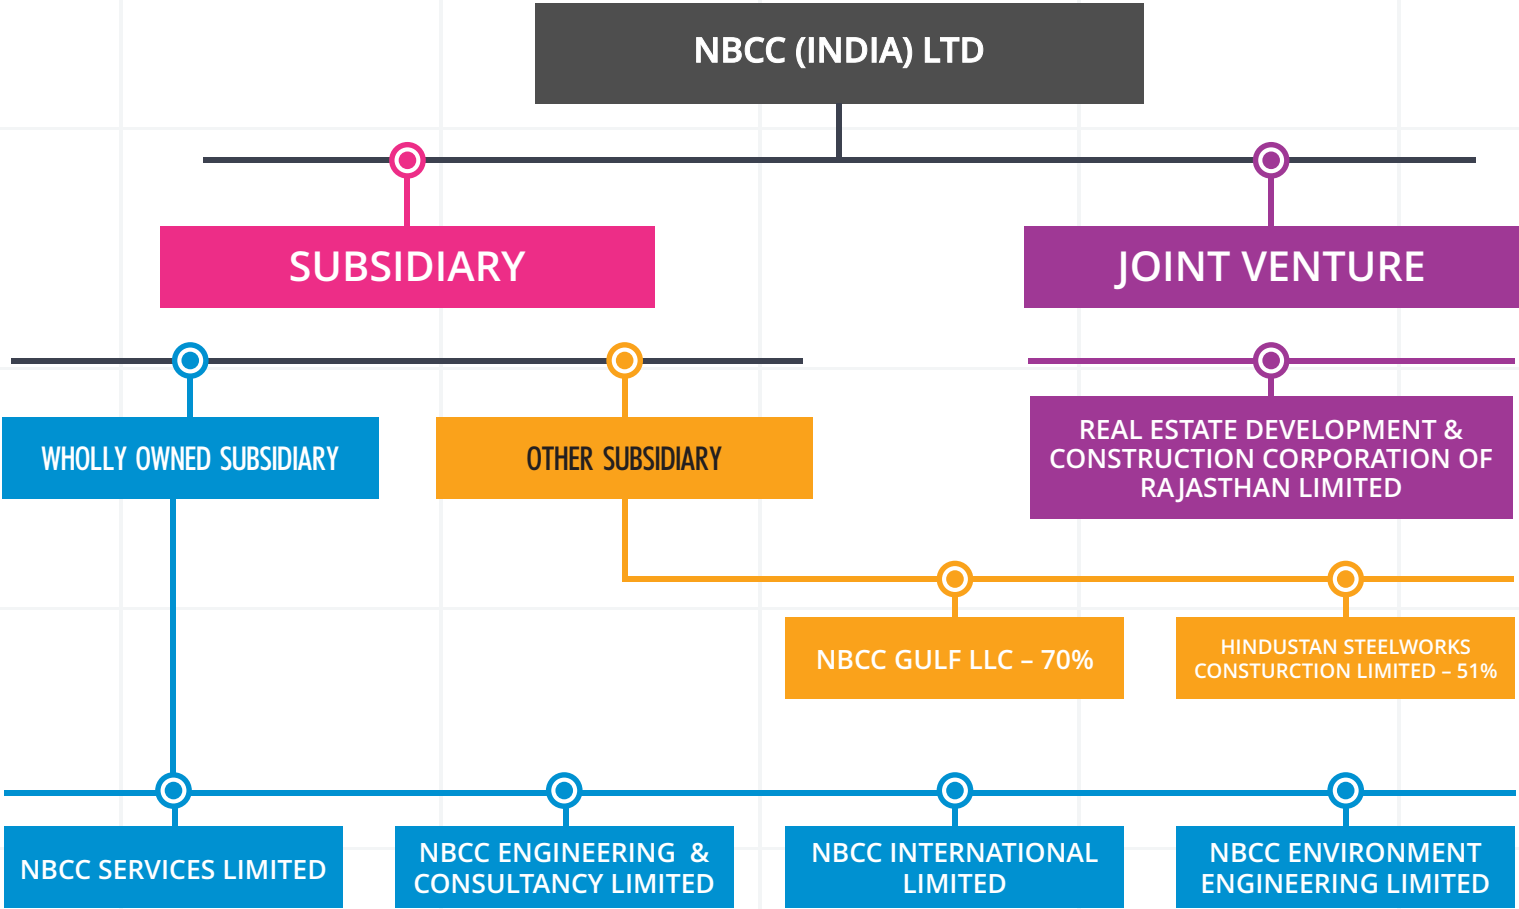 NBCC (INDIA) LTD
SUBSIDIARY
JOINT VENTURE
WHOLLY OWNED SUBSIDIARY
OTHER SUBSIDIARY
REAL ESTATE DEVELOPMENT &
CONSTRUCTION CORPORATION OF
RAJASTHAN LIMITED
NBCC GULF LLC – 70%
HINDUSTAN STEELWORKS
CONSTURCTION LIMITED – 51%
NBCC SERVICES LIMITED
NBCC ENGINEERING &
CONSULTANCY LIMITED
NBCC INTERNATIONAL
LIMITED
NBCC ENVIRONMENT
ENGINEERING LIMITED